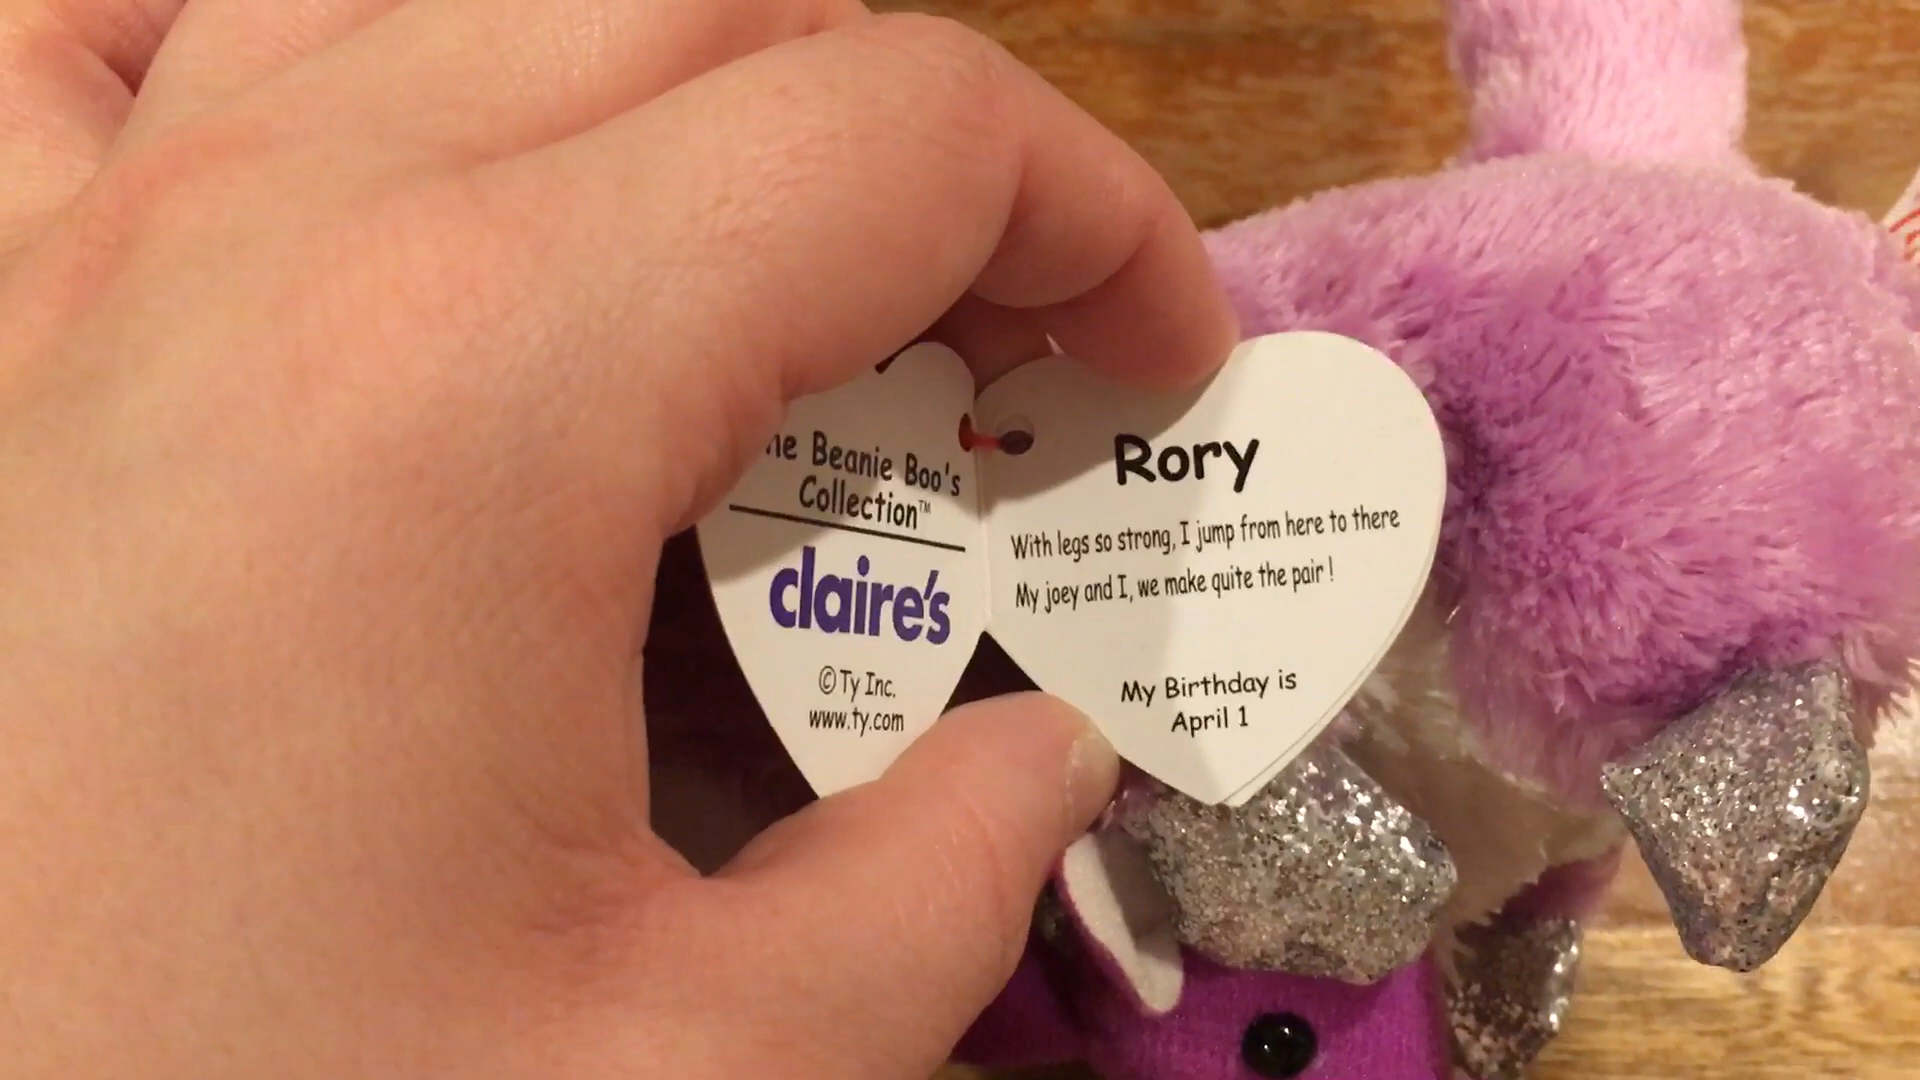 Beanie Boo's
Collection™
claire's
© Ty Inc.
www.ty.com
Rory
With legs so strong, I jump from here to there
My joey and I, we make quite the pair!
My Birthday is
April 1